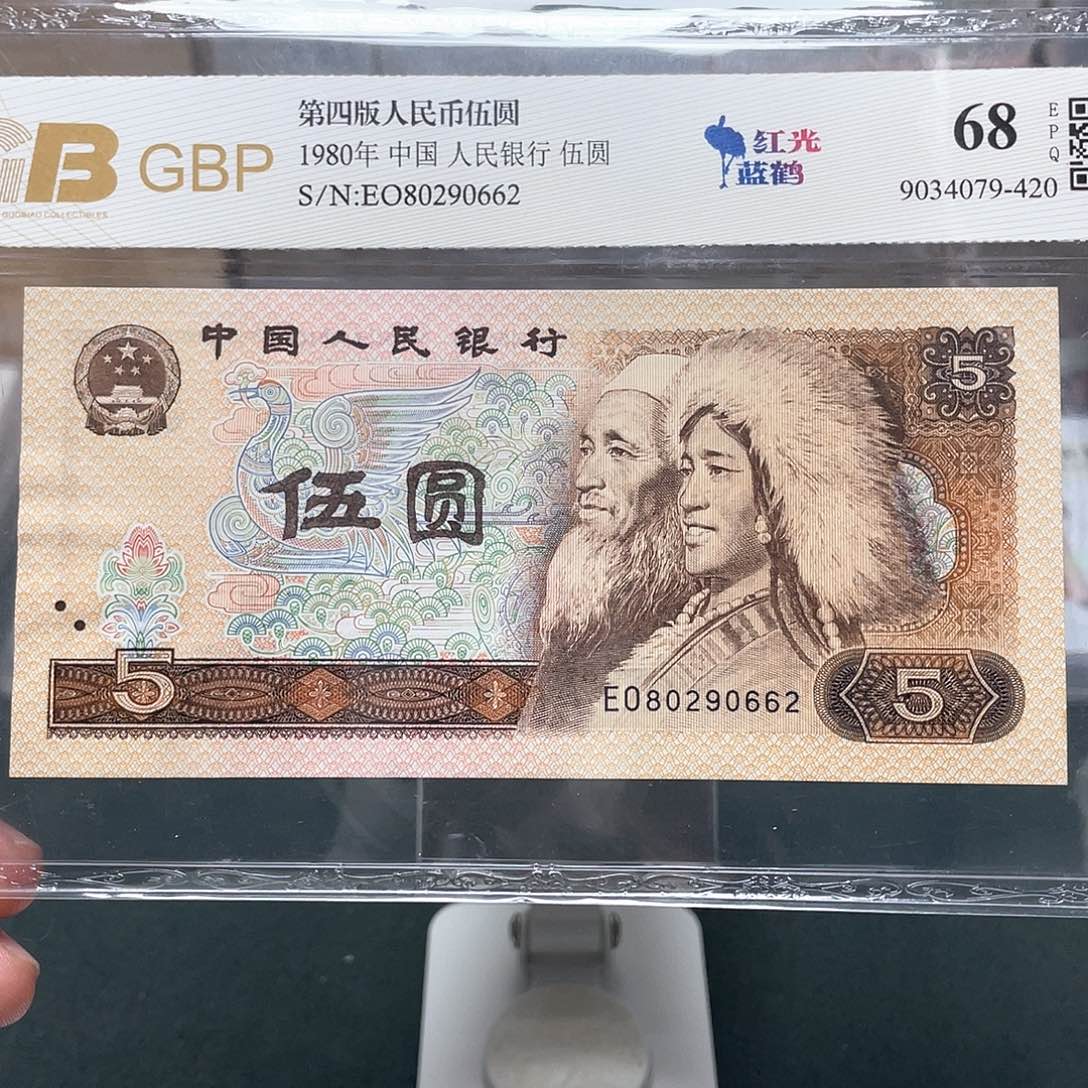 GBP
GUOBIAO COLLECTIBLES
第四版人民币伍圆
1980年 中国 人民银行 伍圆
S/N:EO80290662
红光
蓝鹤
68
EPQ
9034079-420
中国人民银行
5
伍圆
5
EO80290662
5